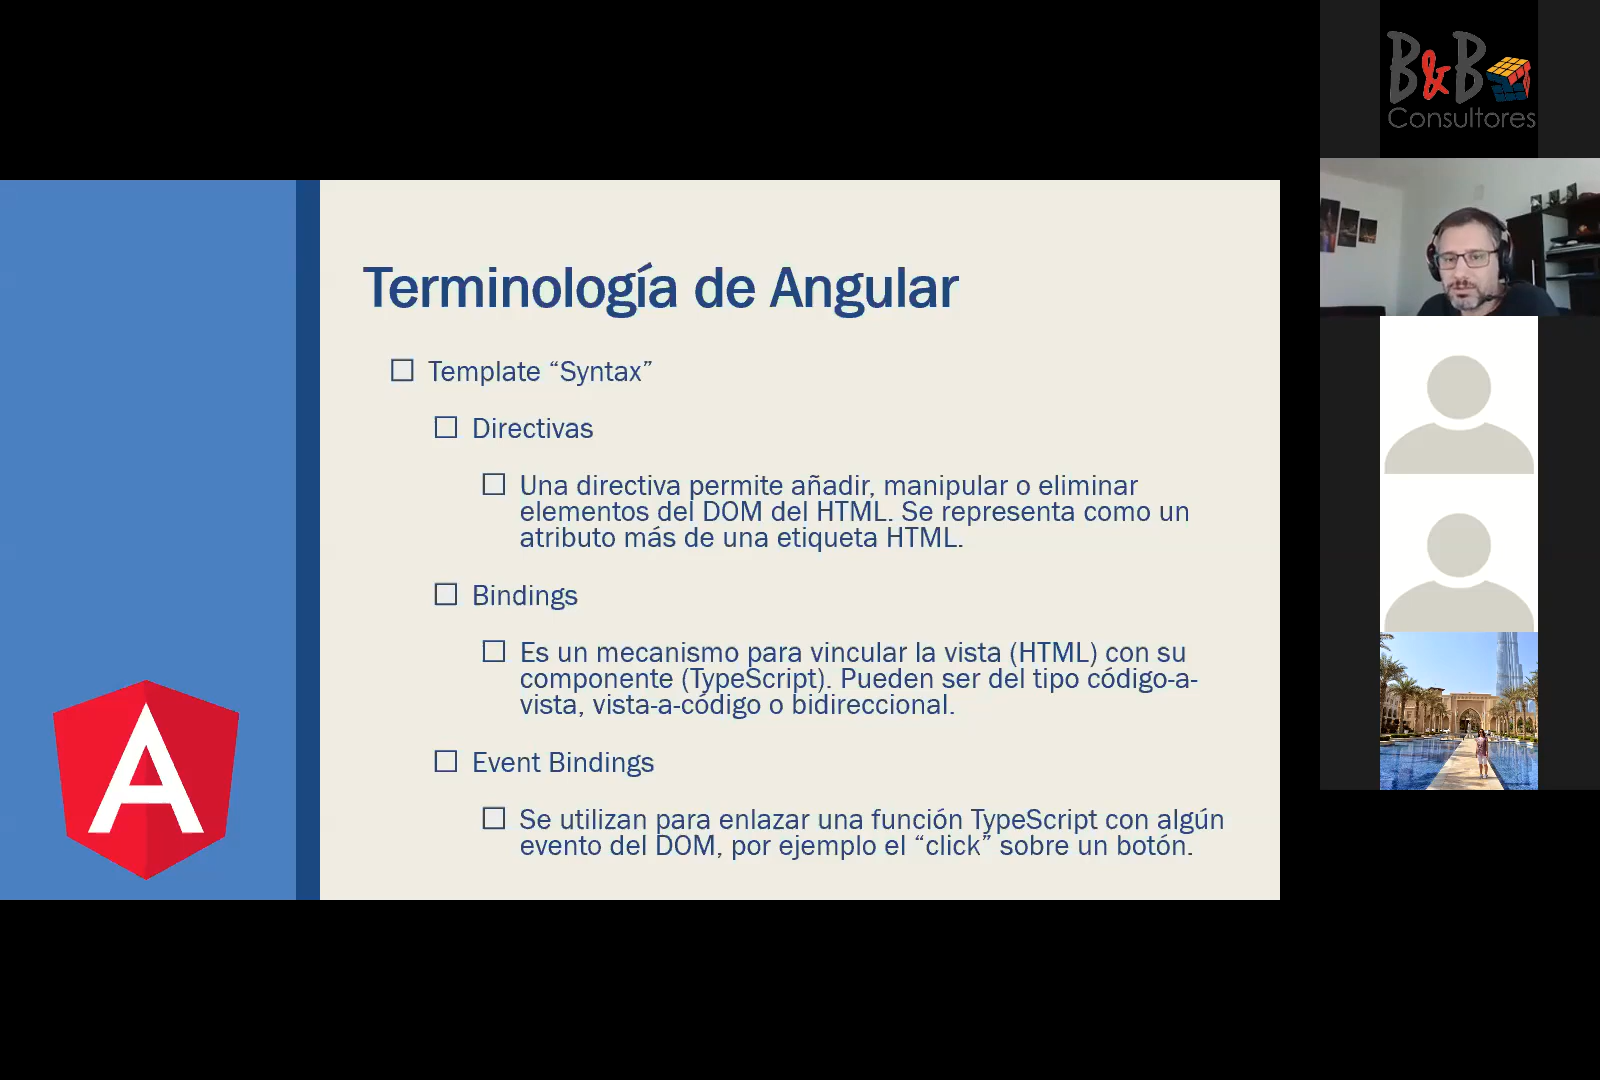 B&B
Consultores
Terminología de Angular
Template “Syntax”
Directivas
Una directiva permite añadir, manipular o eliminar
elementos del DOM del HTML. Se representa como un
atributo más de una etiqueta HTML.
Bindings
Es un mecanismo para vincular la vista (HTML) con su
componente (TypeScript). Pueden ser del tipo código-a-
vista, vista-a-código o bidireccional.
Event Bindings
Se utilizan para enlazar una función TypeScript con algún
evento del DOM, por ejemplo el “click” sobre un botón.
A